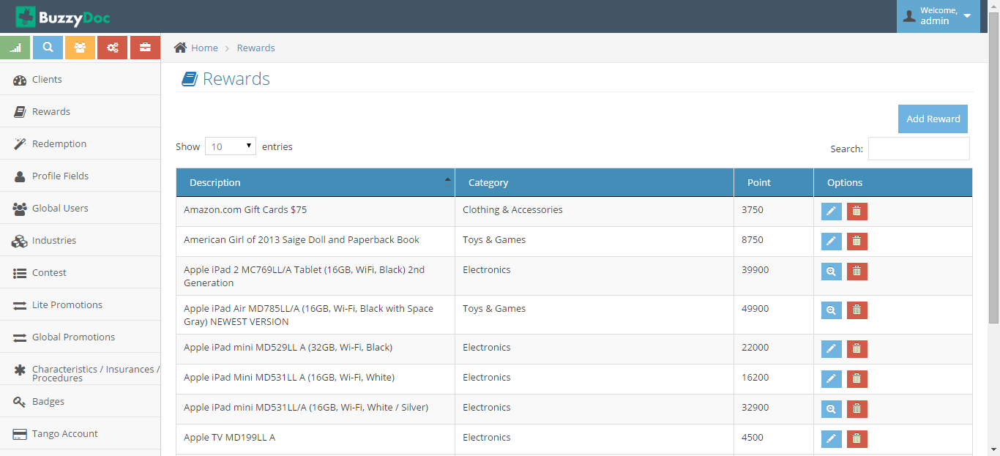 BuzzyDoc
Welcome,
admin
Home
Rewards
Clients
Rewards
Redemption
Profile Fields
Global Users
Industries
Contest
Lite Promotions
Global Promotions
Characteristics / Insurances /
Procedures
Badges
Tango Account
Rewards
Add Reward
Show 10 entries
Search:
Description Category Point Options
Amazon.com Gift Cards $75 Clothing & Accessories 3750
American Girl of 2013 Saige Doll and Paperback Book Toys & Games 8750
Apple iPad 2 MC769LL/A Tablet (16GB, WiFi, Black) 2nd Electronics 39900
Generation
Apple iPad Air MD785LL/A (16GB, Wi-Fi, Black with Space Toys & Games 49900
Gray) NEWEST VERSION
Apple iPad mini MD529LL A (32GB, Wi-Fi, Black) Electronics 22000
Apple iPad Mini MD531LL A (16GB, Wi-Fi, White) Electronics 16200
Apple iPad mini MD531LL/A (16GB, Wi-Fi, White / Silver) Electronics 32900
Apple TV MD199LL A Electronics 4500